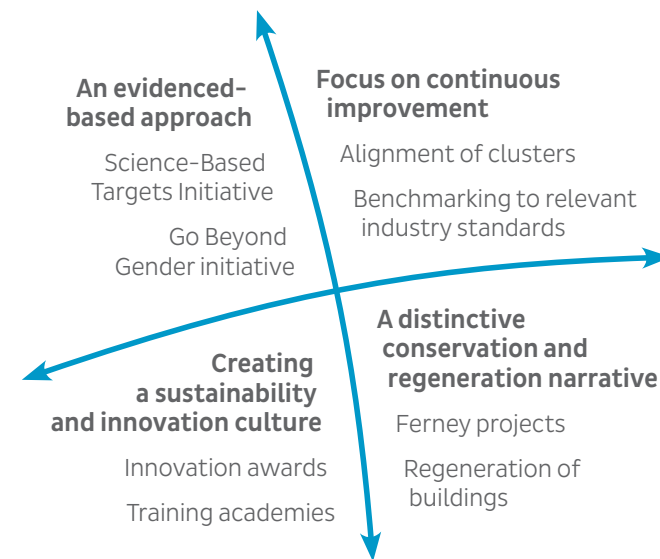 An evidenced-
based approach
Science-Based
Targets Initiative
Go Beyond
Gender initiative
Focus on continuous
improvement
Alignment of clusters
Benchmarking to relevant
industry standards
Creating
a sustainability
and innovation culture
Innovation awards
Training academies
A distinctive
conservation and
regeneration narrative
Ferney projects
Regeneration of
buildings